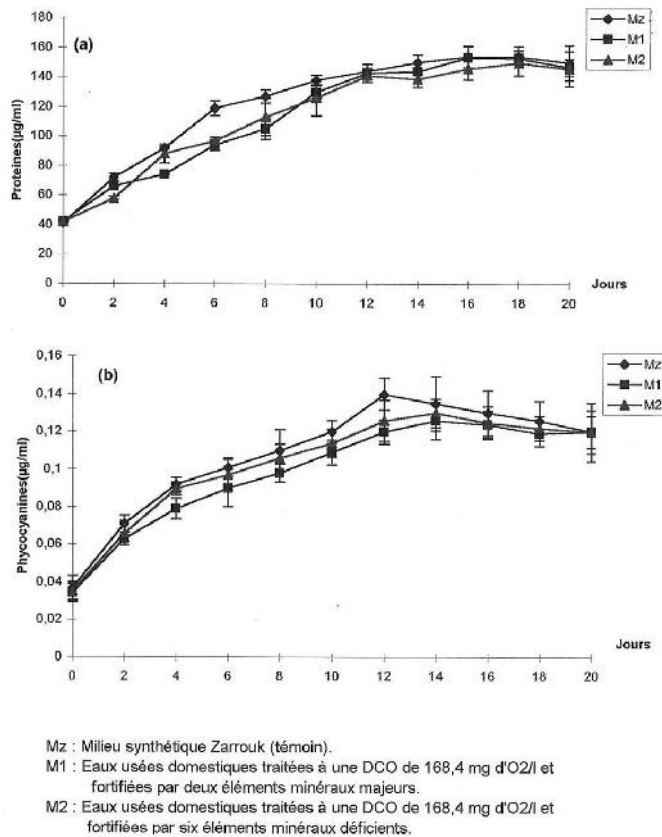 (a)
Mz
M1
M2
Proteines(µg/ml)
180
160
140
120
100
80
60
40
20
0
0 2 4 6 8 10 12 14 16 18 20
Jours
(b)
Mz
M1
M2
Phycocyanines(µg/ml)
0,16
0,14
0,12
0,1
0,08
0,06
0,04
0,02
0
0 2 4 6 8 10 12 14 16 18 20
Jours
Mz : Milieu synthétique Zarrouk (témoin).
M1 : Eaux usées domestiques traitées à une DCO de 168,4 mg d'O2/l et
fortifiées par deux éléments minéraux majeurs.
M2 : Eaux usées domestiques traitées à une DCO de 168,4 mg d'O2/l et
fortifiées par six éléments minéraux déficients.